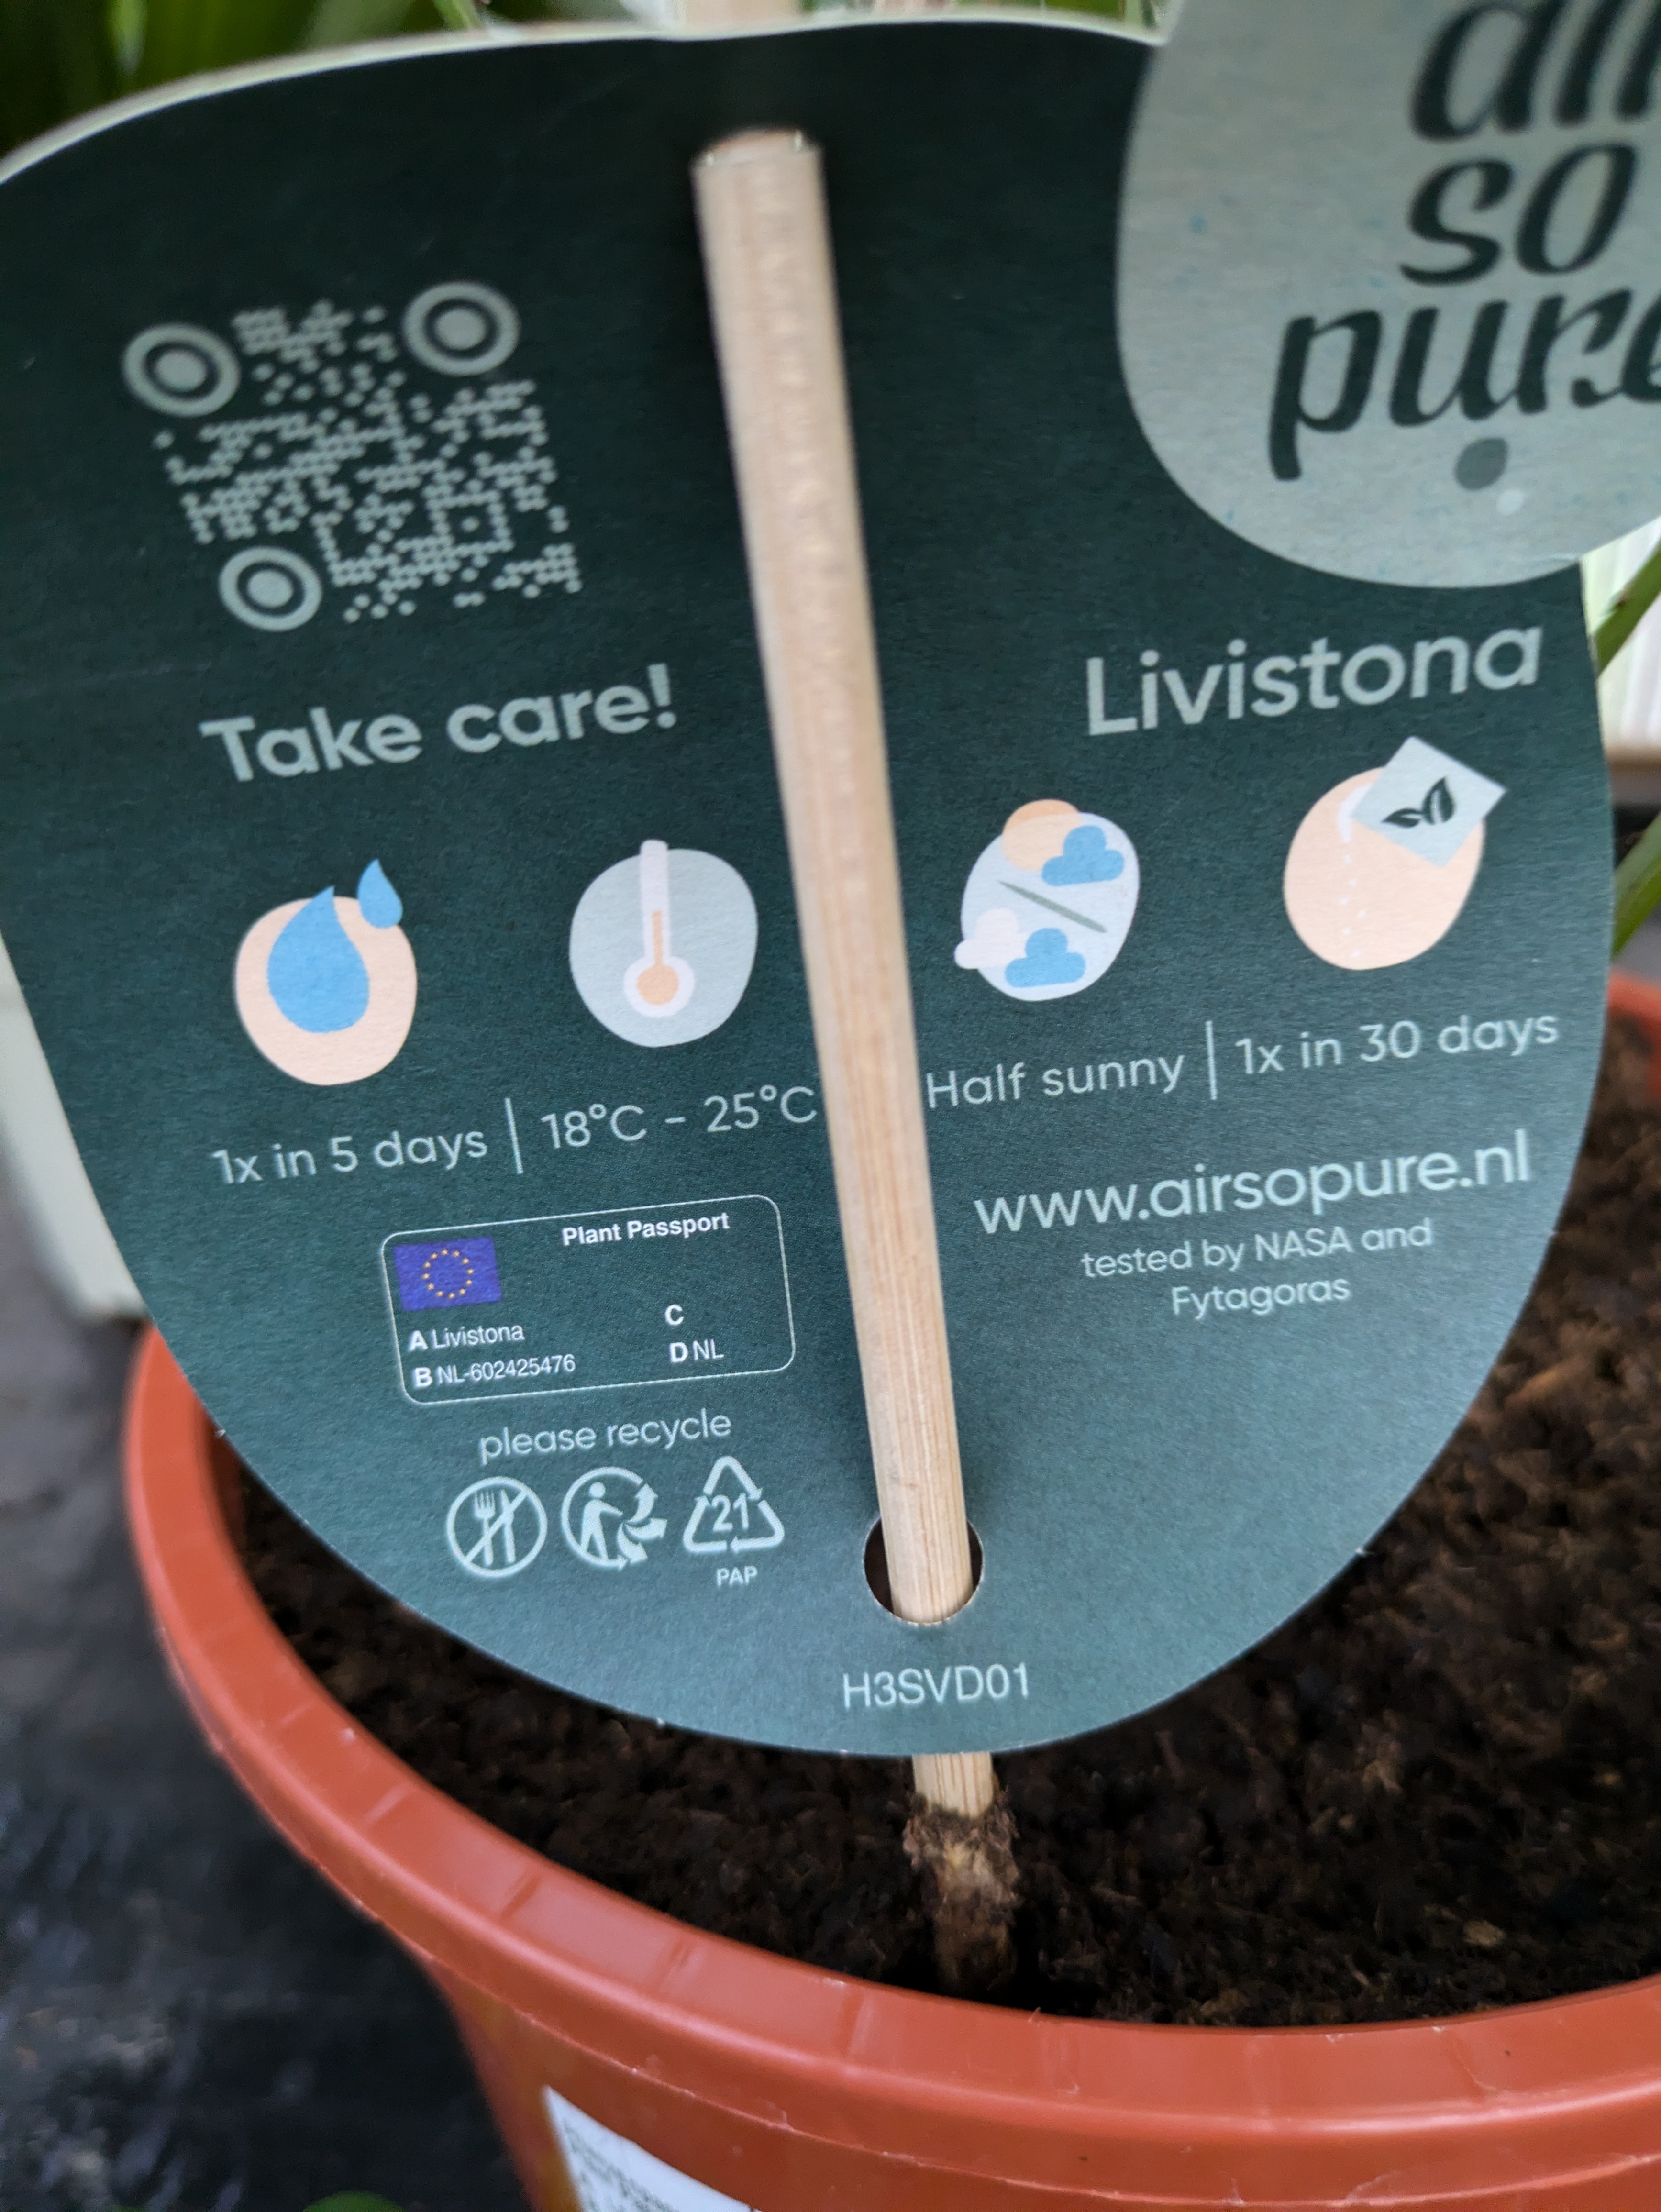 air
so
pure
Take care!
Livistona
1x in 5 days | 18°C - 25°C
Half sunny | 1x in 30 days
www.airsopure.nl
tested by NASA and
Fytagoras
Plant Passport
A Livistona
C
B NL-602425476
D NL
please recycle
21
PAP
H3SVD01